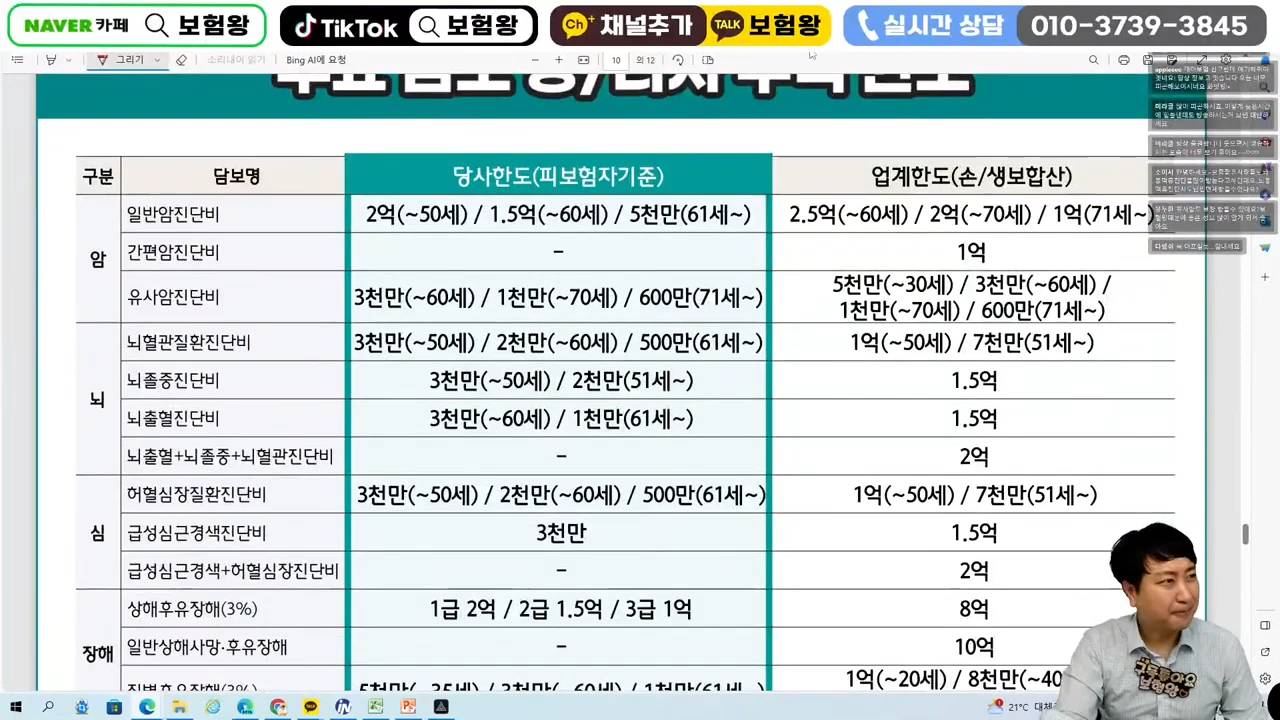 NAVER 카페 보험왕 TikTok 보험왕 Ch+ 채널추가 TALK 보험왕 실시간 상담 010-3739-3845
그리기 소리내어 읽기 Bing AI에 요청 10 의 12
구분 담보명 당사한도(피보험자기준) 업계한도(손/생보합산)
암
일반암진단비 2억(~50세) / 1.5억(~60세) / 5천만(61세~) 2.5억(~60세) / 2억(~70세) / 1억(71세~)
간편암진단비 - 1억
유사암진단비 3천만(~60세) / 1천만(~70세) / 600만(71세~) 5천만(~30세) / 3천만(~60세) /
1천만(~70세) / 600만(71세~)
뇌
뇌혈관질환진단비 3천만(~50세) / 2천만(~60세) / 500만(61세~) 1억(~50세) / 7천만(51세~)
뇌졸중진단비 3천만(~50세) / 2천만(51세~) 1.5억
뇌출혈진단비 3천만(~60세) / 1천만(61세~) 1.5억
뇌출혈+뇌졸중+뇌혈관진단비 - 2억
심
허혈심장질환진단비 3천만(~50세) / 2천만(~60세) / 500만(61세~) 1억(~50세) / 7천만(51세~)
급성심근경색진단비 3천만 1.5억
급성심근경색+허혈심장진단비 - 2억
장해
상해후유장해(3%) 1급 2억 / 2급 1.5억 / 3급 1억 8억
일반상해사망·후유장해 - 10억
1억(~20세) / 8천만(~40
구독좋아요
보험왕
21°C